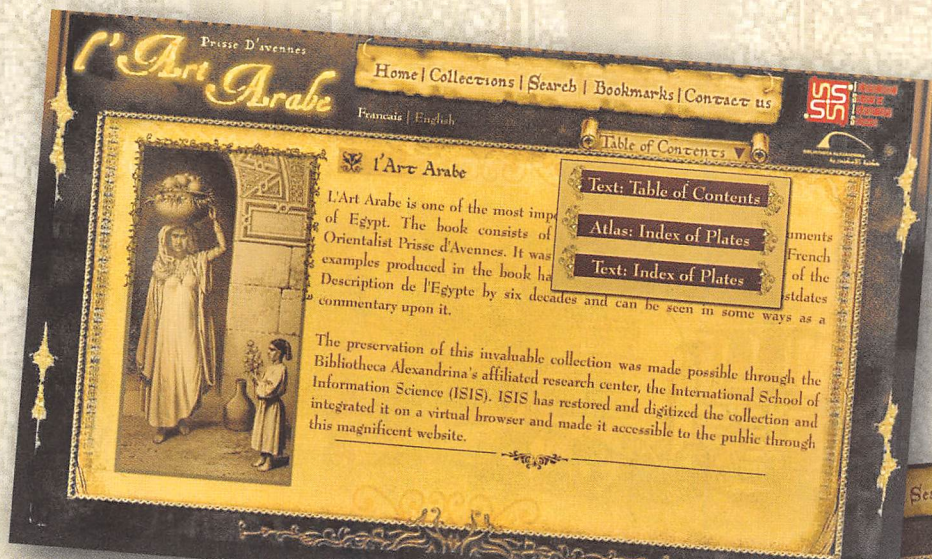 Prisse D'avennes
l'Art Arabe
Home | Collections | Search | Bookmarks | Contact us
Francais | English
Table of Contents
Text: Table of Contents
Atlas: Index of Plates
Text: Index of Plates
l'Art Arabe
L'Art Arabe is one of the most
of Egypt. The book consists of uments
Orientalist Prisse d'Avennes. It was French
examples produced in the book ha of the
Description de l'Egypte by six decades and can be seen in some ways as a
commentary upon it.
The preservation of this invaluable collection was made possible through the
Bibliotheca Alexandrina's affiliated research center, the International School of
Information Science (ISIS). ISIS has restored and digitized the collection and
integrated it on a virtual browser and made it accessible to the public through
this magnificent website.